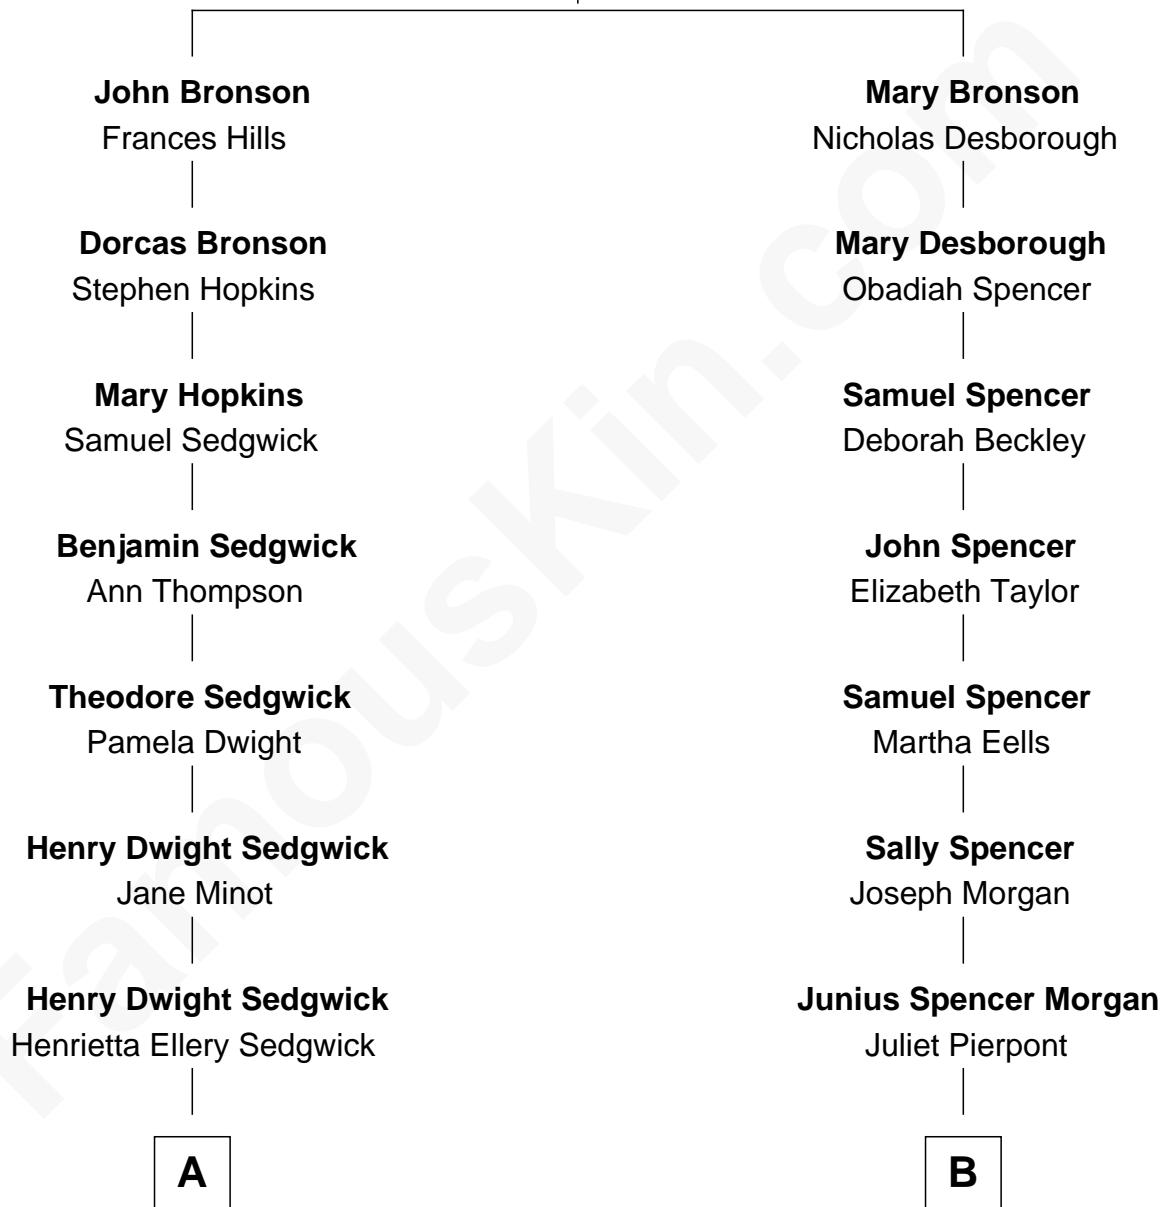 John Bronson
Frances Hills
Dorcas Bronson
Stephen Hopkins
Mary Hopkins
Samuel Sedgwick
Benjamin Sedgwick
Ann Thompson
Theodore Sedgwick
Pamela Dwight
Henry Dwight Sedgwick
Jane Minot
Henry Dwight Sedgwick
Henrietta Ellery Sedgwick
A
Mary Bronson
Nicholas Desborough
Mary Desborough
Obadiah Spencer
Samuel Spencer
Deborah Beckley
John Spencer
Elizabeth Taylor
Samuel Spencer
Martha Eells
Sally Spencer
Joseph Morgan
Junius Spencer Morgan
Juliet Pierpont
B
FamousKin.com